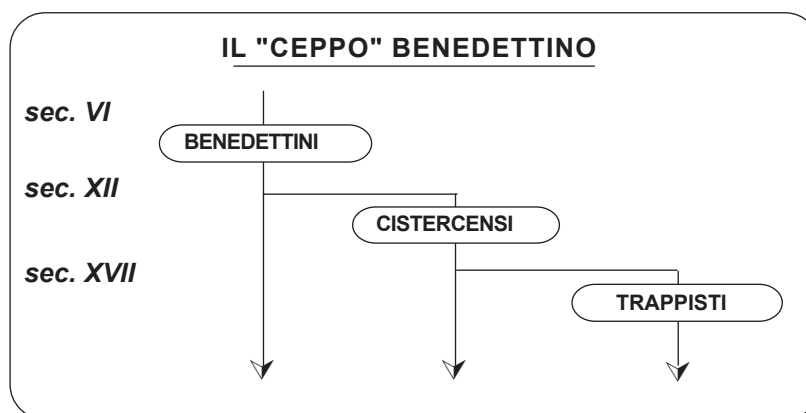 IL "CEPPO" BENEDETTINO
sec. VI
BENEDETTINI
sec. XII
CISTERCENSI
sec. XVII
TRAPPISTI